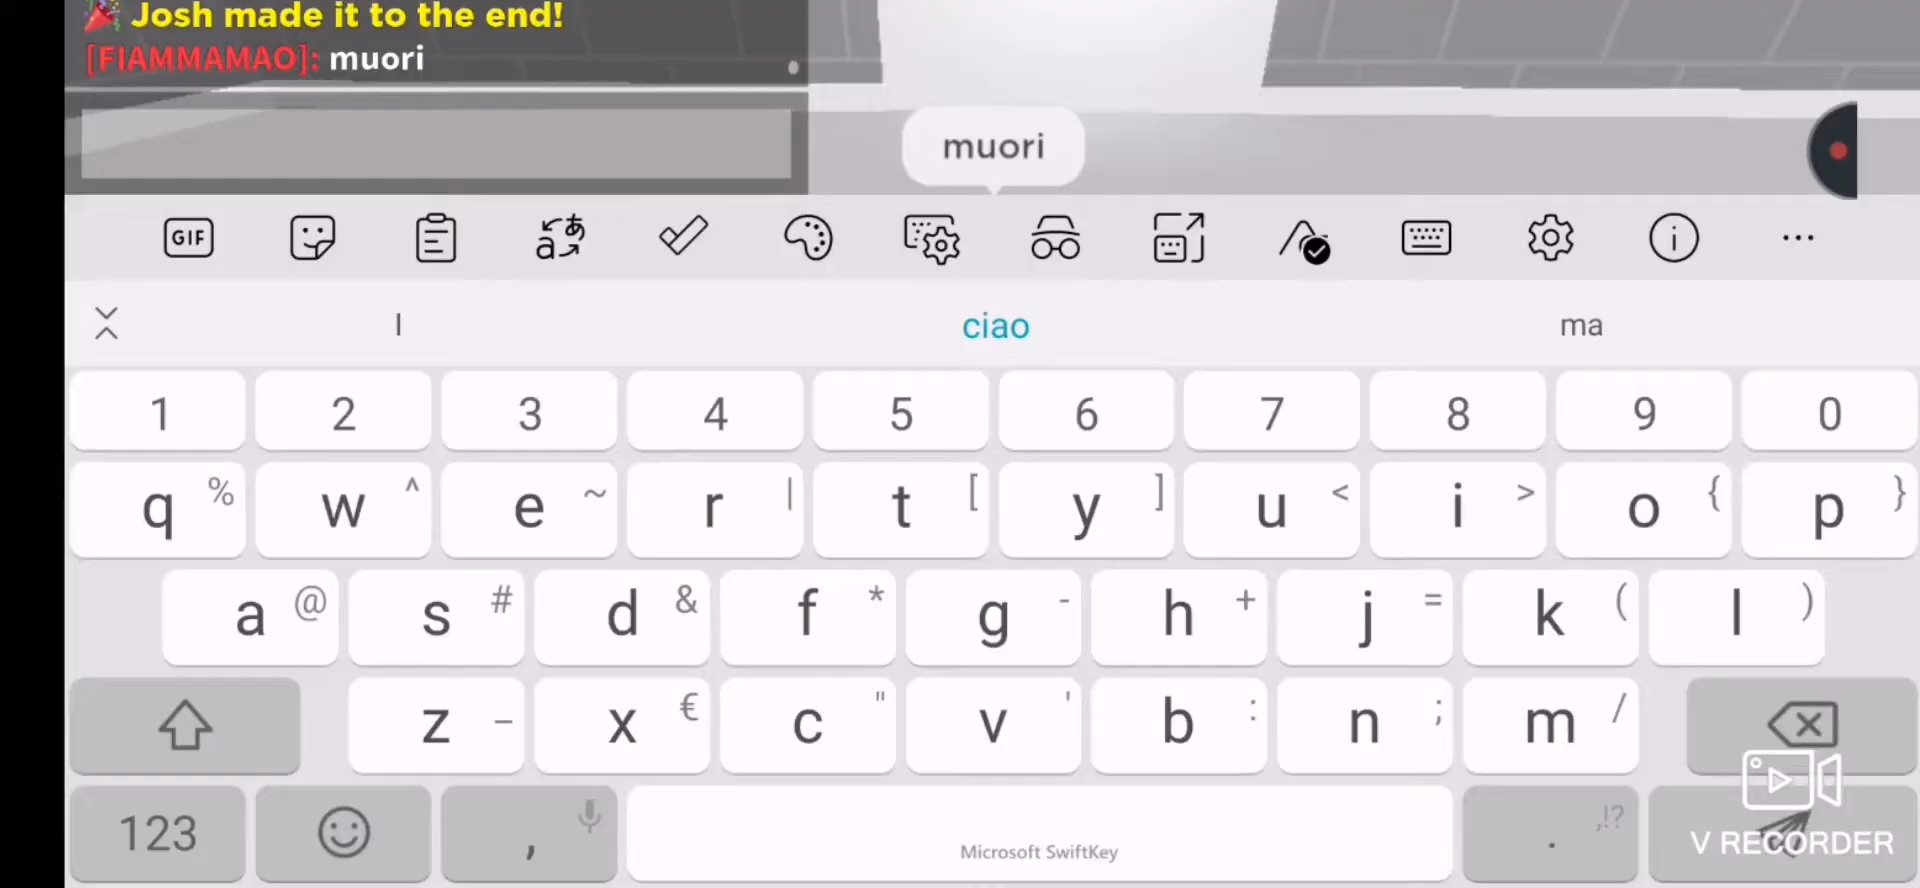 🎉 Josh made it to the end!
[FIAMMAMAO]: muori
muori
GIF
I ciao ma
1 2 3 4 5 6 7 8 9 0
q % w ^ e ~ r | t [ y ] u < i > o { p }
a @ s # d & f * g - h + j = k ( l )
z _ x € c " v ' b : n ; m /
123 , Microsoft SwiftKey . ,!?
V RECORDER